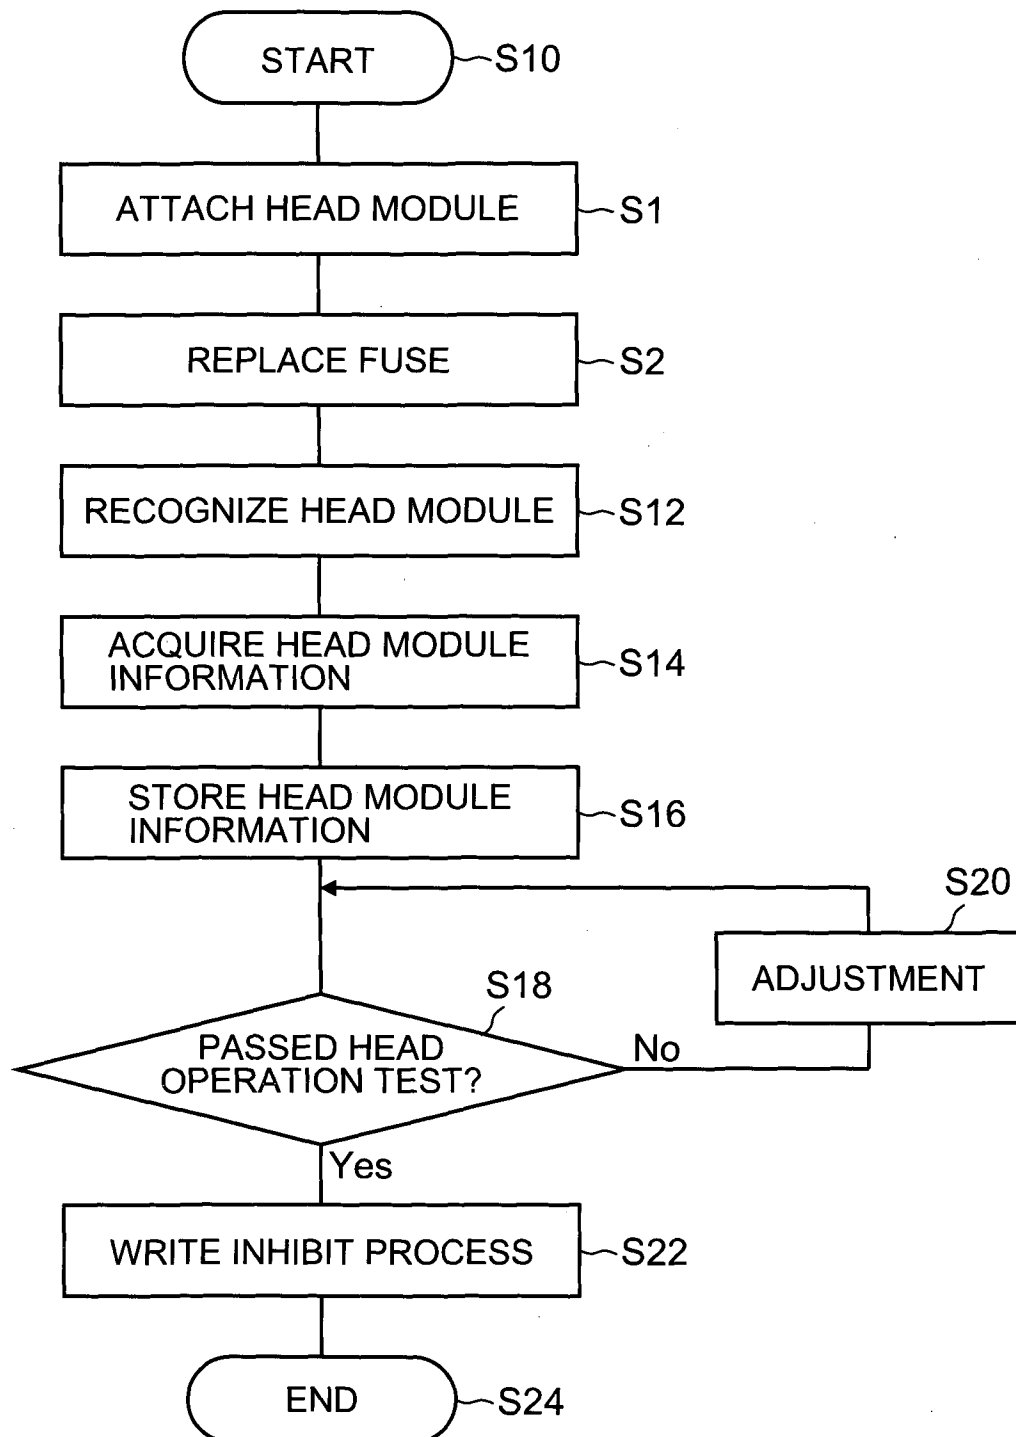 START
S10
ATTACH HEAD MODULE
S1
REPLACE FUSE
S2
RECOGNIZE HEAD MODULE
S12
ACQUIRE HEAD MODULE
INFORMATION
S14
STORE HEAD MODULE
INFORMATION
S16
S20
ADJUSTMENT
S18
PASSED HEAD
OPERATION TEST?
No
Yes
WRITE INHIBIT PROCESS
S22
END
S24